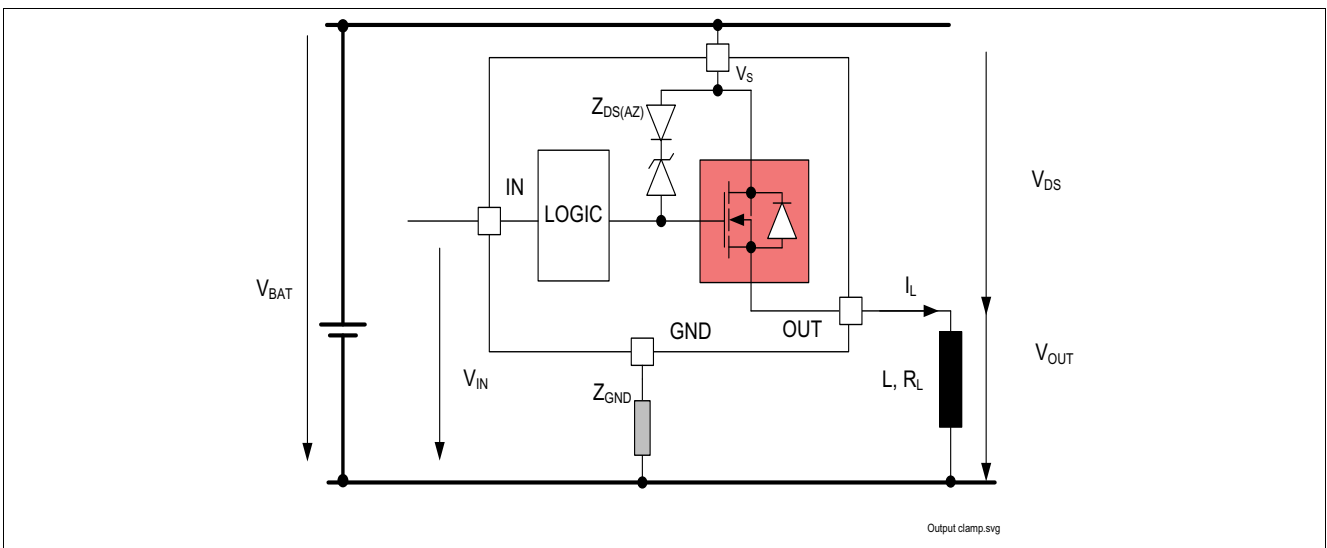 V_S
Z_DS(AZ)
V_DS
IN
LOGIC
V_BAT
I_L
GND
OUT
V_OUT
V_IN
L, R_L
Z_GND
Output clamp.svg